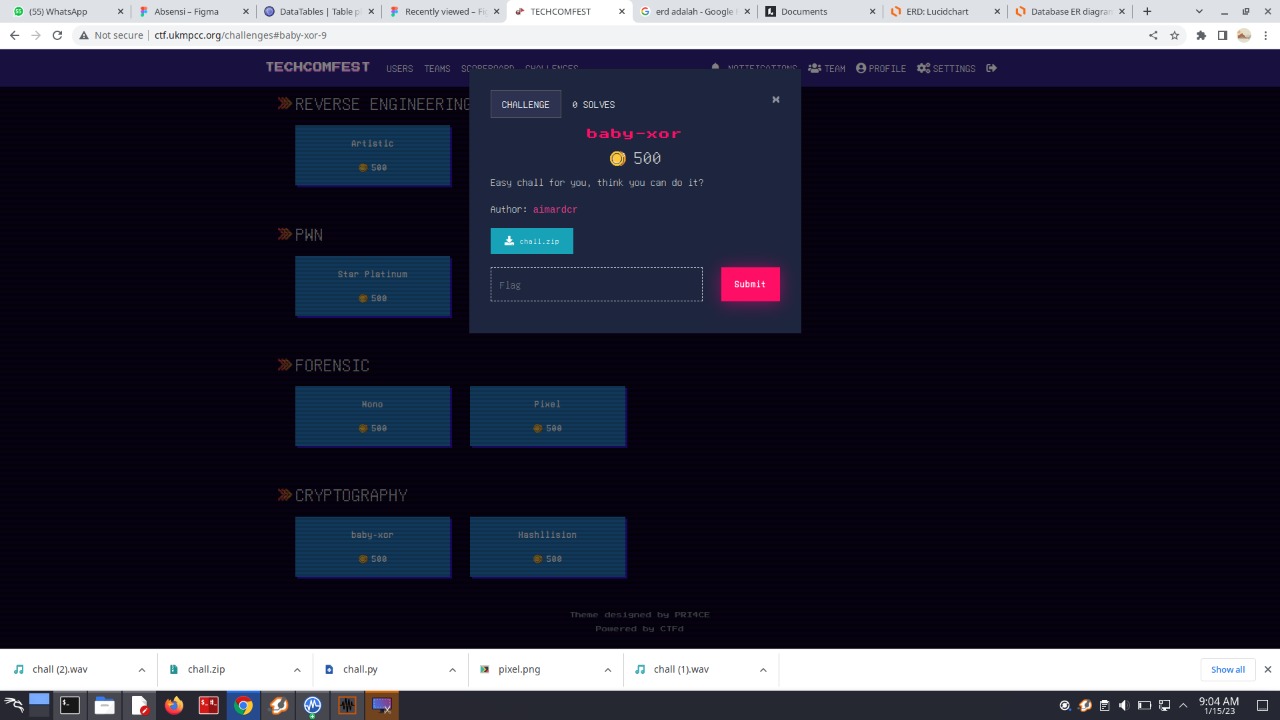 (55) WhatsApp
Absensi – Figma
DataTables | Table pl
Recently viewed – Fig
TECHCOMFEST
erd adalah - Google
Documents
ERD: Lucidchart
Database ER diagram
Not secure | ctf.ukmpcc.org/challenges#baby-xor-9
TECHCOMFEST USERS TEAMS SCOREBOARD CHALLENGES NOTIFICATIONS TEAM PROFILE SETTINGS
CHALLENGE 0 SOLVES
baby-xor
500
Easy chall for you, think you can do it?
Author: aimardcr
chall.zip
Flag
Submit
REVERSE ENGINEERING
Artistic
500
PWN
Star Platinum
500
FORENSIC
Mono
500
Pixel
500
CRYPTOGRAPHY
baby-xor
500
Hashllision
500
Theme designed by PRI4CE
Powered by CTFd
chall (2).wav
chall.zip
chall.py
pixel.png
chall (1).wav
Show all
9:04 AM
1/15/23